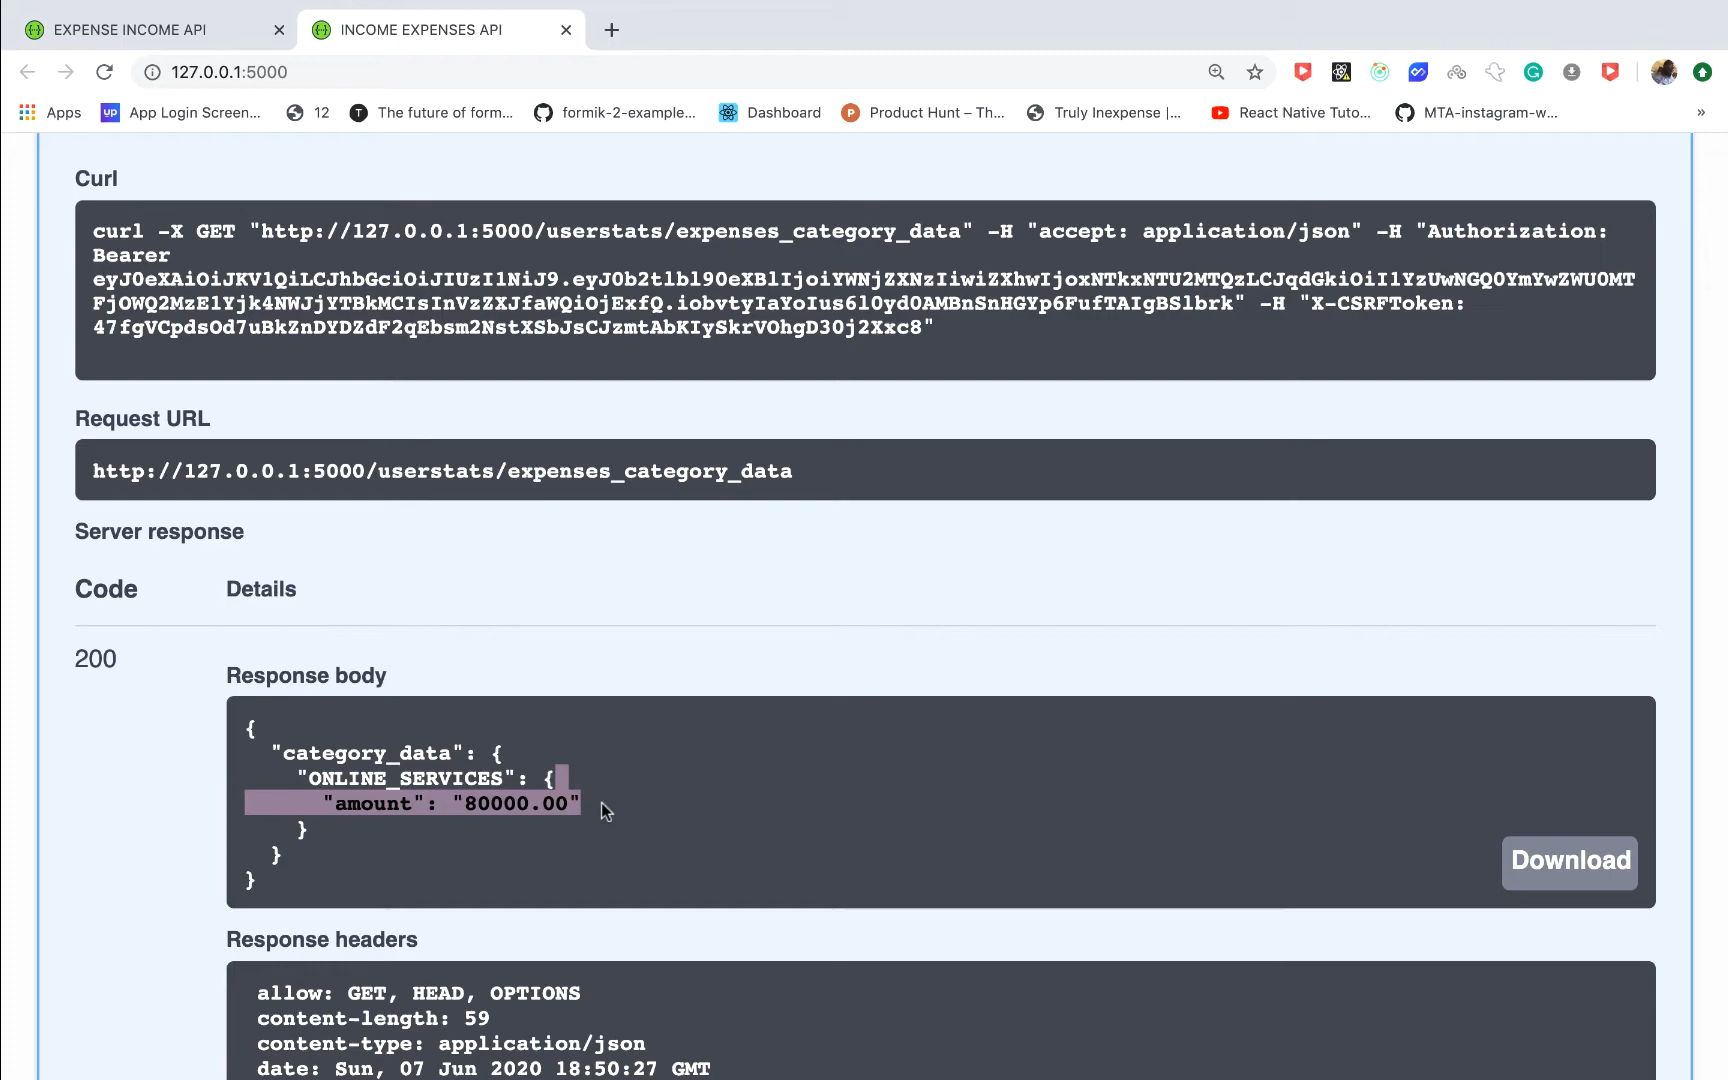 EXPENSE INCOME API
INCOME EXPENSES API
127.0.0.1:5000
Apps
up App Login Screen...
12
T The future of form...
formik-2-example...
Dashboard
P Product Hunt – Th...
Truly Inexpense |...
React Native Tuto...
MTA-instagram-w...
»
Curl
curl -X GET "http://127.0.0.1:5000/userstats/expenses_category_data" -H "accept: application/json" -H "Authorization:
Bearer
eyJ0eXAiOiJKV1QiLCJhbGciOiJIUzI1NiJ9.eyJ0b2tlbl90eXBlIjoiYWNjZXNzIiwiZXhwIjoxNTkxNTU2MTQzLCJqdGkiOiI1YzUwNGQ0YmYwZWU0MT
FjOWQ2MzE1Yjk4NWJjYTBkMCIsInVzZXJfaWQiOjExfQ.iobvtyIaYoIus6l0yd0AMBnSnHGYp6FufTAIgBSlbrk" -H "X-CSRFToken:
47fgVCpdsOd7uBkZnDYDZdF2qEbsm2NstXSbJsCJzmtAbKIySkrVOhgD30j2Xxc8"
Request URL
http://127.0.0.1:5000/userstats/expenses_category_data
Server response
Code
Details
200
Response body
{
"category_data": {
"ONLINE_SERVICES": {
"amount": "80000.00"
}
}
}
Download
Response headers
allow: GET, HEAD, OPTIONS
content-length: 59
content-type: application/json
date: Sun, 07 Jun 2020 18:50:27 GMT